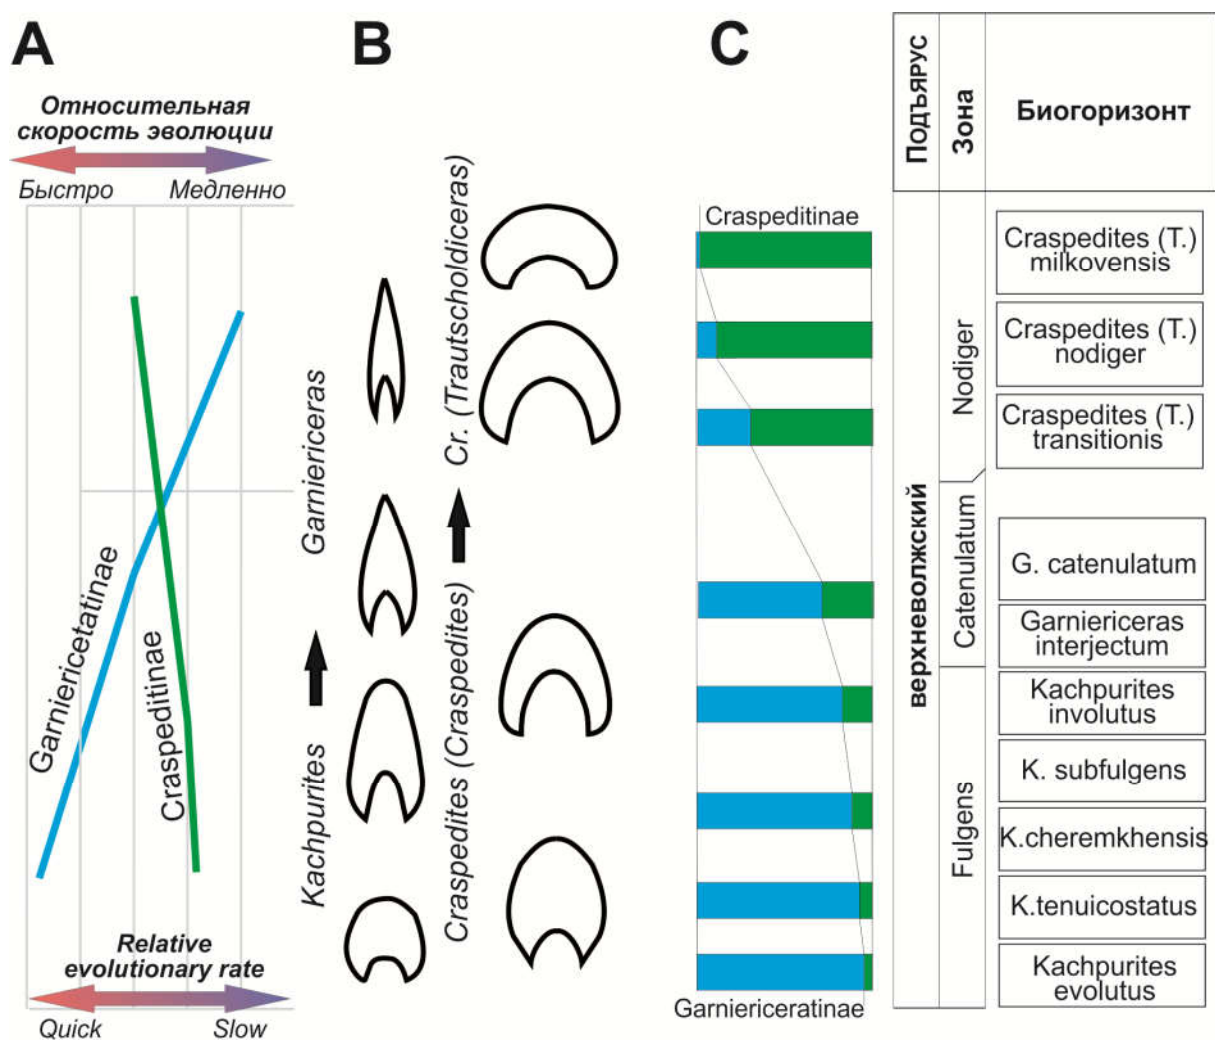 A
Относительная
скорость эволюции
Быстро
Медленно
Garniericetatinae
Craspeditinae
Relative
evolutionary rate
Quick
Slow
B
Kachpurites
Garniericeras
Craspedites (Craspedites)
Cr. (Trautscholdiceras)
C
Craspeditinae
Garniericeratinae
Подъярус
Зона
Биогоризонт
верхневолжский
Nodiger
Catenulatum
Fulgens
Craspedites (T.)
milkovensis
Craspedites (T.)
nodiger
Craspedites (T.)
transitionis
G. catenulatum
Garniericeras
interjectum
Kachpurites
involutus
K. subfulgens
K.cheremkhensis
K.tenuicostatus
Kachpurites
evolutus